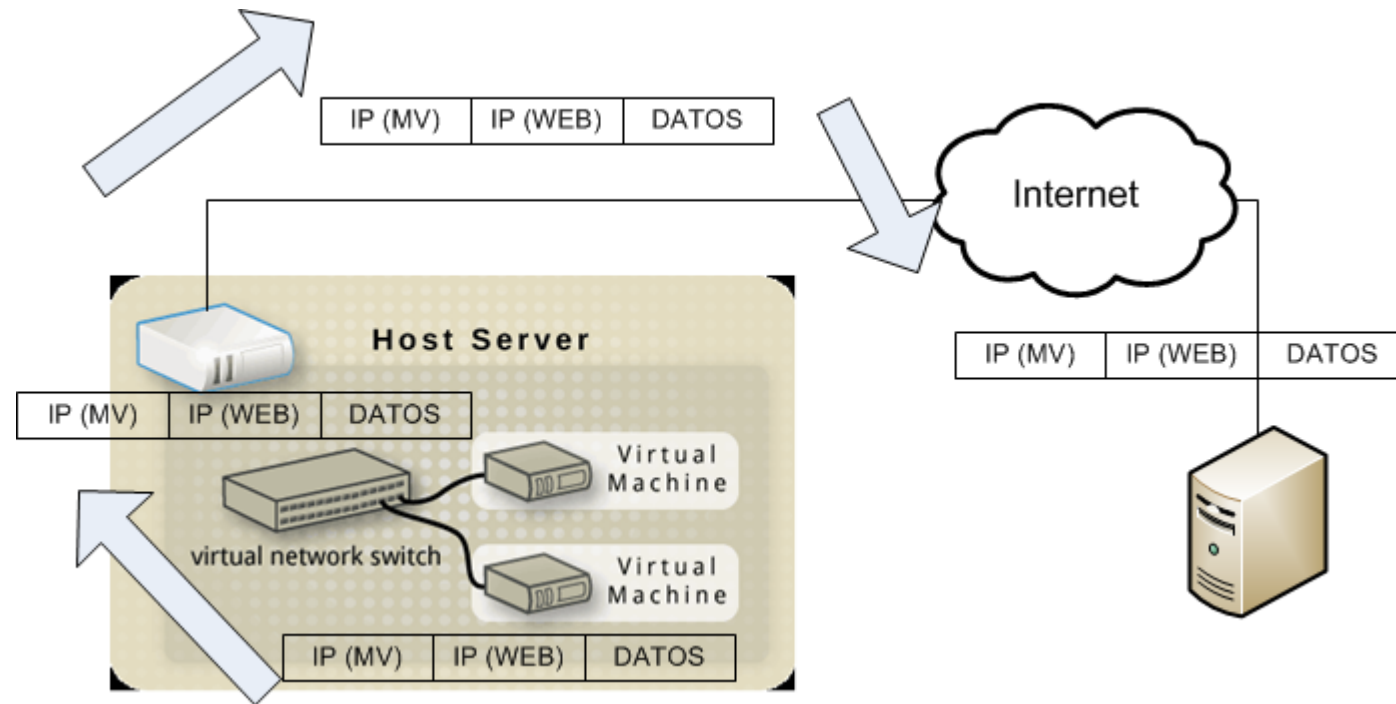 IP (MV) IP (WEB) DATOS
Internet
Host Server
IP (MV) IP (WEB) DATOS
IP (MV) IP (WEB) DATOS
Virtual
Machine
virtual network switch
Virtual
Machine
IP (MV) IP (WEB) DATOS